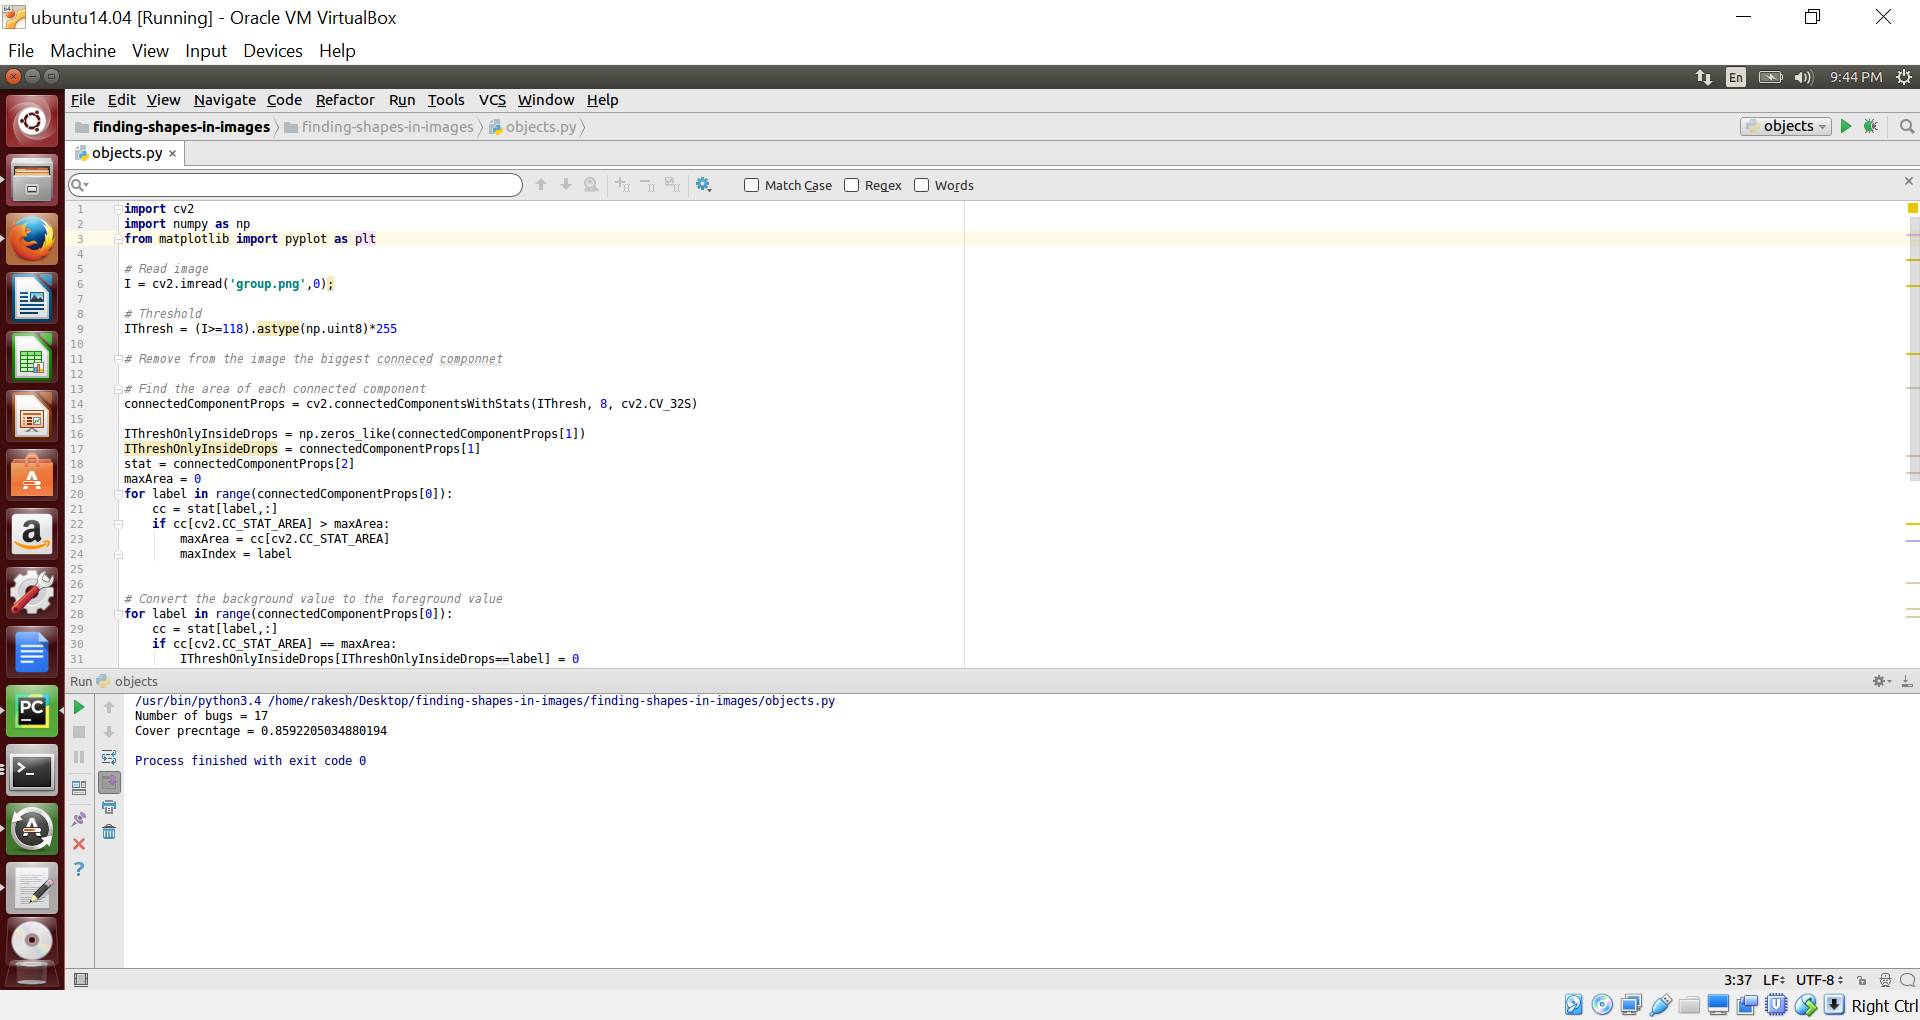 ubuntu14.04 [Running] - Oracle VM VirtualBox
File Machine View Input Devices Help
En 9:44 PM
File Edit View Navigate Code Refactor Run Tools VCS Window Help
finding-shapes-in-images finding-shapes-in-images objects.py objects
objects.py
Match Case Regex Words
1 import cv2
2 import numpy as np
3 from matplotlib import pyplot as plt
4
5 # Read image
6 I = cv2.imread('group.png',0);
7
8 # Threshold
9 IThresh = (I>=118).astype(np.uint8)*255
10
11 # Remove from the image the biggest conneced componnet
12
13 # Find the area of each connected component
14 connectedComponentProps = cv2.connectedComponentsWithStats(IThresh, 8, cv2.CV_32S)
15
16 IThreshOnlyInsideDrops = np.zeros_like(connectedComponentProps[1])
17 IThreshOnlyInsideDrops = connectedComponentProps[1]
18 stat = connectedComponentProps[2]
19 maxArea = 0
20 for label in range(connectedComponentProps[0]):
21 cc = stat[label,:]
22 if cc[cv2.CC_STAT_AREA] > maxArea:
23 maxArea = cc[cv2.CC_STAT_AREA]
24 maxIndex = label
25
26
27 # Convert the background value to the foreground value
28 for label in range(connectedComponentProps[0]):
29 cc = stat[label,:]
30 if cc[cv2.CC_STAT_AREA] == maxArea:
31 IThreshOnlyInsideDrops[IThreshOnlyInsideDrops==label] = 0
Run objects
/usr/bin/python3.4 /home/rakesh/Desktop/finding-shapes-in-images/finding-shapes-in-images/objects.py
Number of bugs = 17
Cover precntage = 0.8592205034880194
Process finished with exit code 0
PC
3:37 LF UTF-8
Right Ctrl